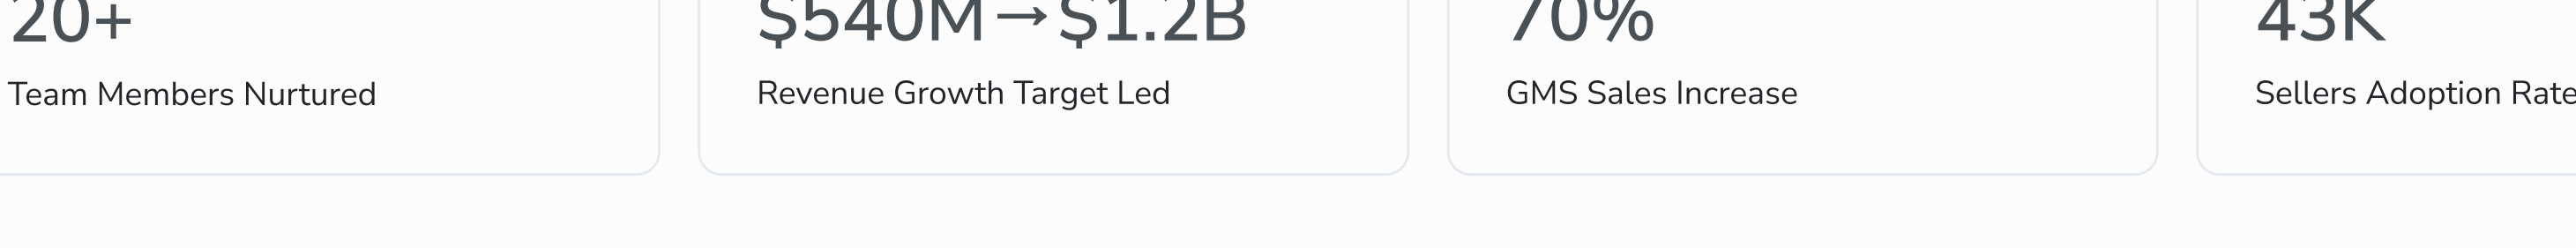 20+
$540M→$1.2B
70%
43K
Team Members Nurtured
Revenue Growth Target Led
GMS Sales Increase
Sellers Adoption Rate